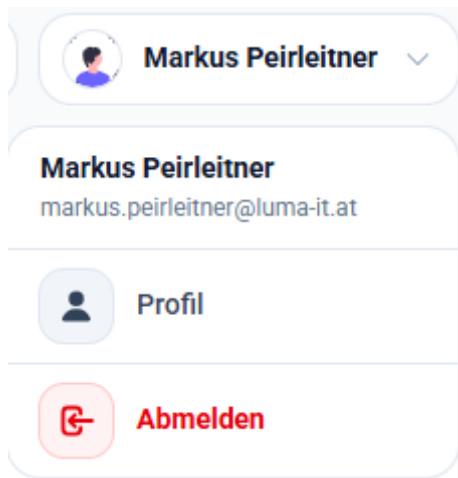 Markus Peirleitner
Markus Peirleitner
markus.peirleitner@luma-it.at
Profil
Abmelden